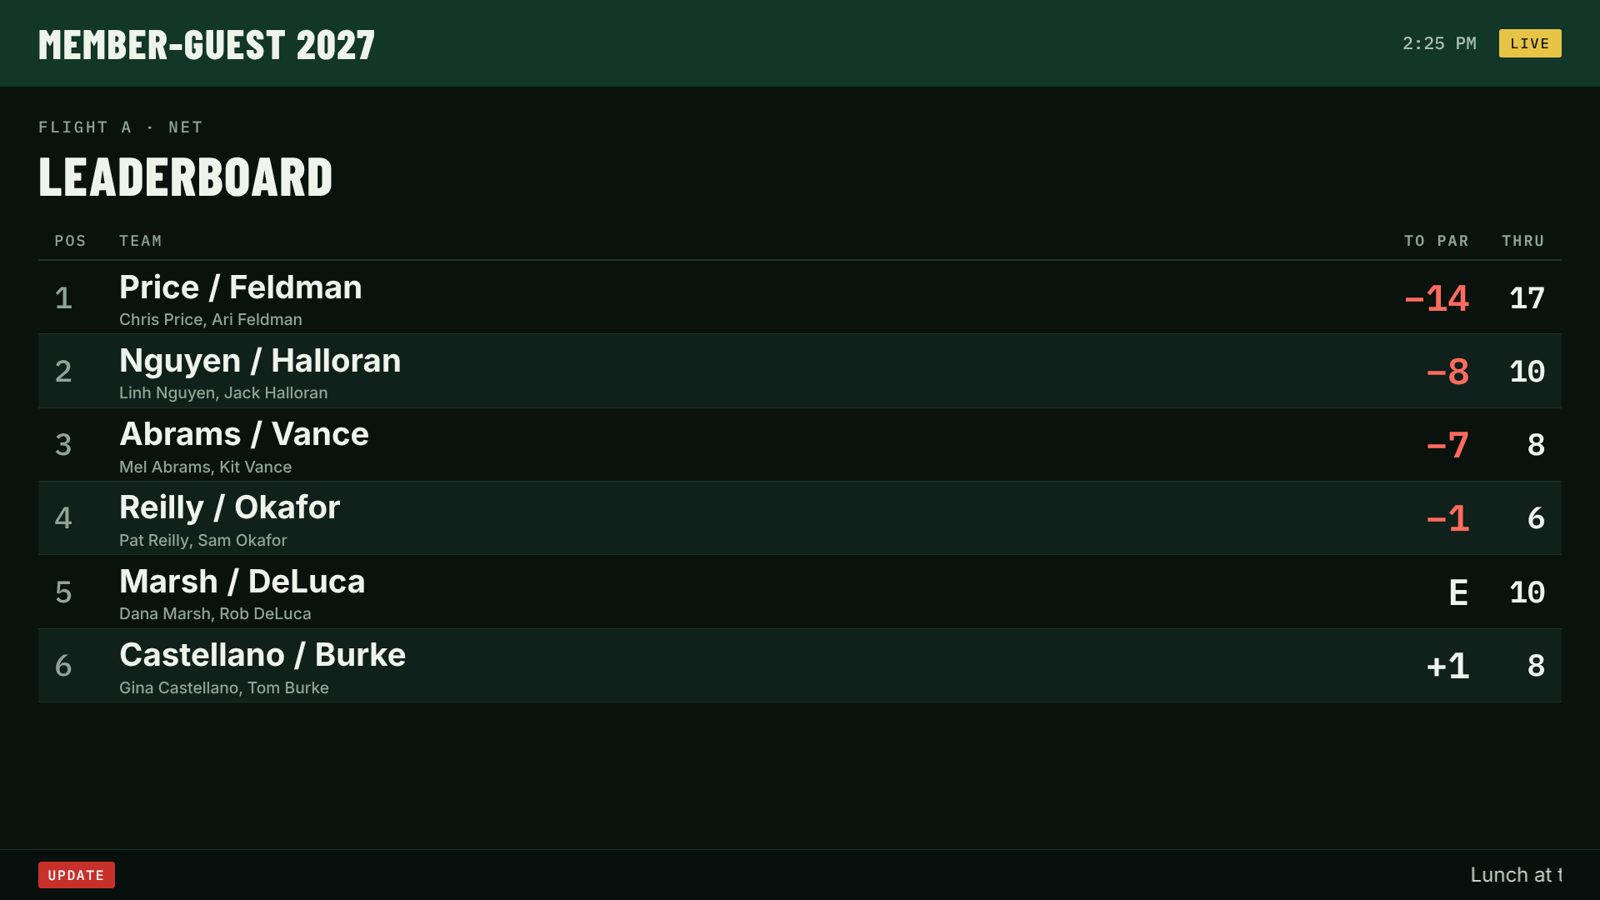 MEMBER-GUEST 2027
2:25 PM LIVE
FLIGHT A · NET
LEADERBOARD
POS TEAM TO PAR THRU
1 Price / Feldman −14 17
Chris Price, Ari Feldman
2 Nguyen / Halloran −8 10
Linh Nguyen, Jack Halloran
3 Abrams / Vance −7 8
Mel Abrams, Kit Vance
4 Reilly / Okafor −1 6
Pat Reilly, Sam Okafor
5 Marsh / DeLuca E 10
Dana Marsh, Rob DeLuca
6 Castellano / Burke +1 8
Gina Castellano, Tom Burke
UPDATE Lunch at